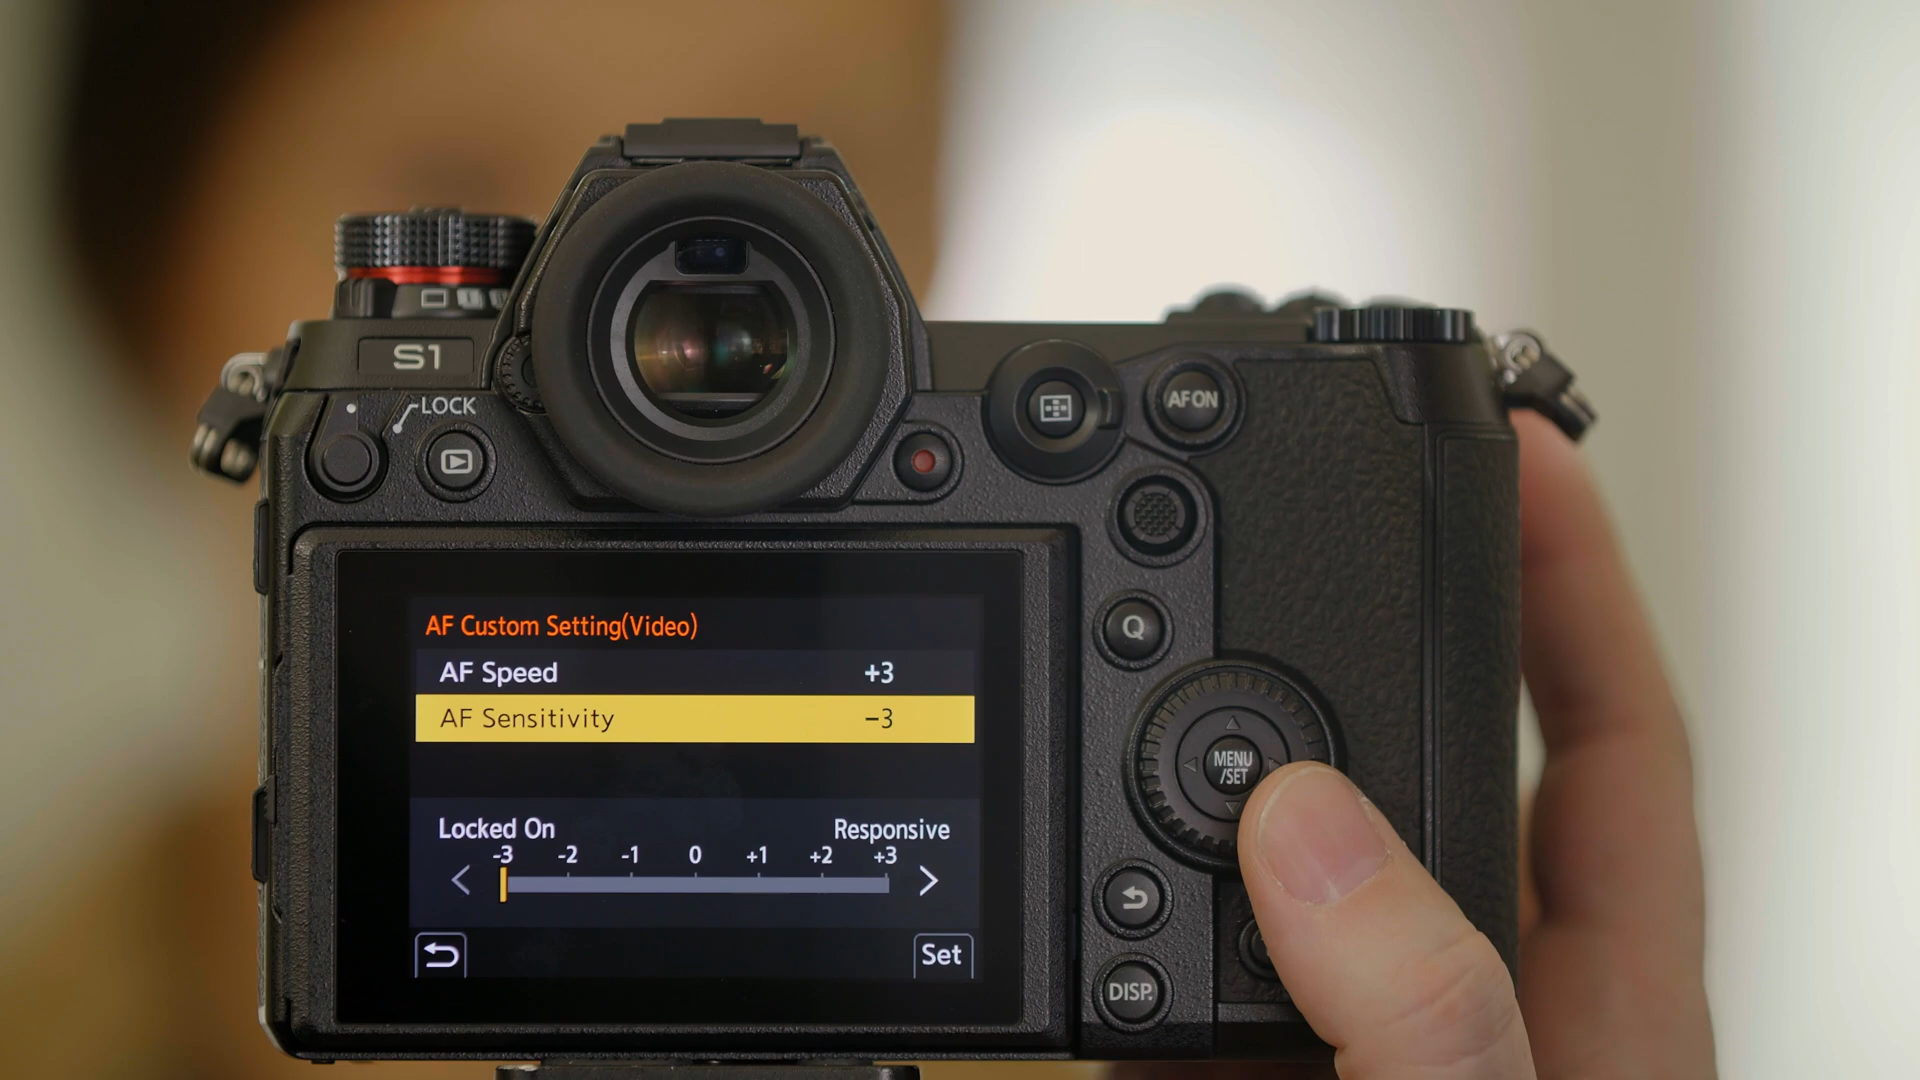 S1
LOCK
AF ON
Q
MENU
/SET
DISP.
AF Custom Setting(Video)
AF Speed +3
AF Sensitivity -3
Locked On Responsive
-3 -2 -1 0 +1 +2 +3
Set